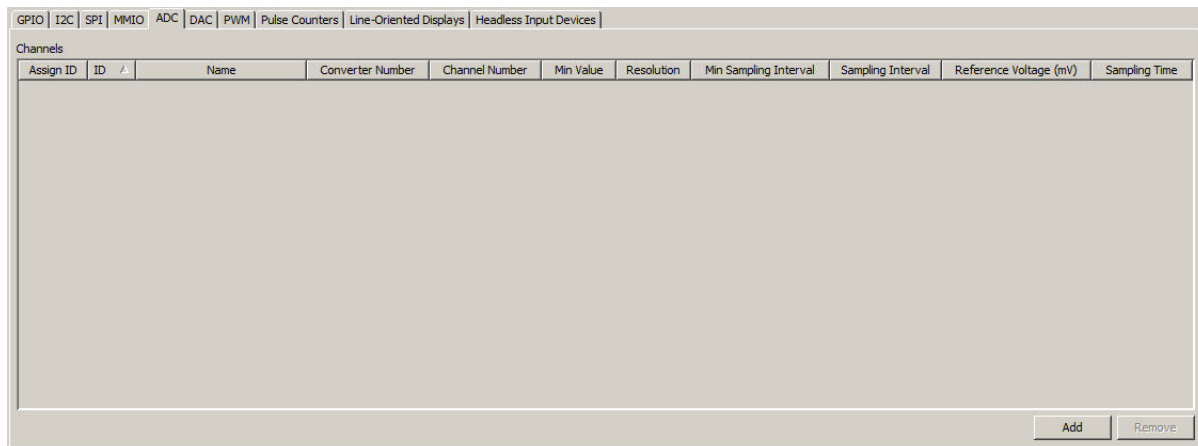 GPIO I2C SPI MMIO ADC DAC PWM Pulse Counters Line-Oriented Displays Headless Input Devices
Channels
Assign ID ID Name Converter Number Channel Number Min Value Resolution Min Sampling Interval Sampling Interval Reference Voltage (mV) Sampling Time
Add Remove